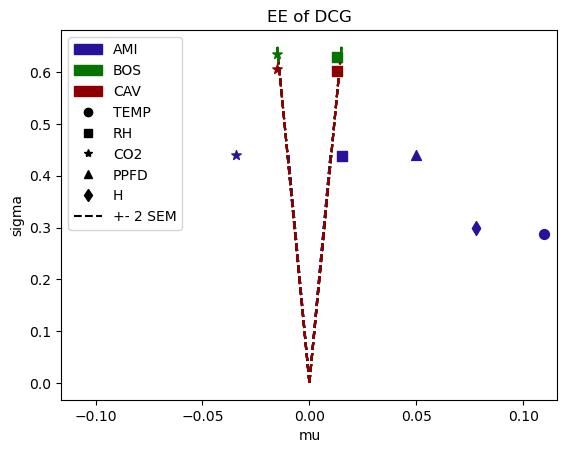 EE of DCG
AMI
BOS
CAV
TEMP
RH
CO2
PPFD
H
+- 2 SEM
sigma
0.6
0.5
0.4
0.3
0.2
0.1
0.0
−0.10
−0.05
0.00
0.05
0.10
mu